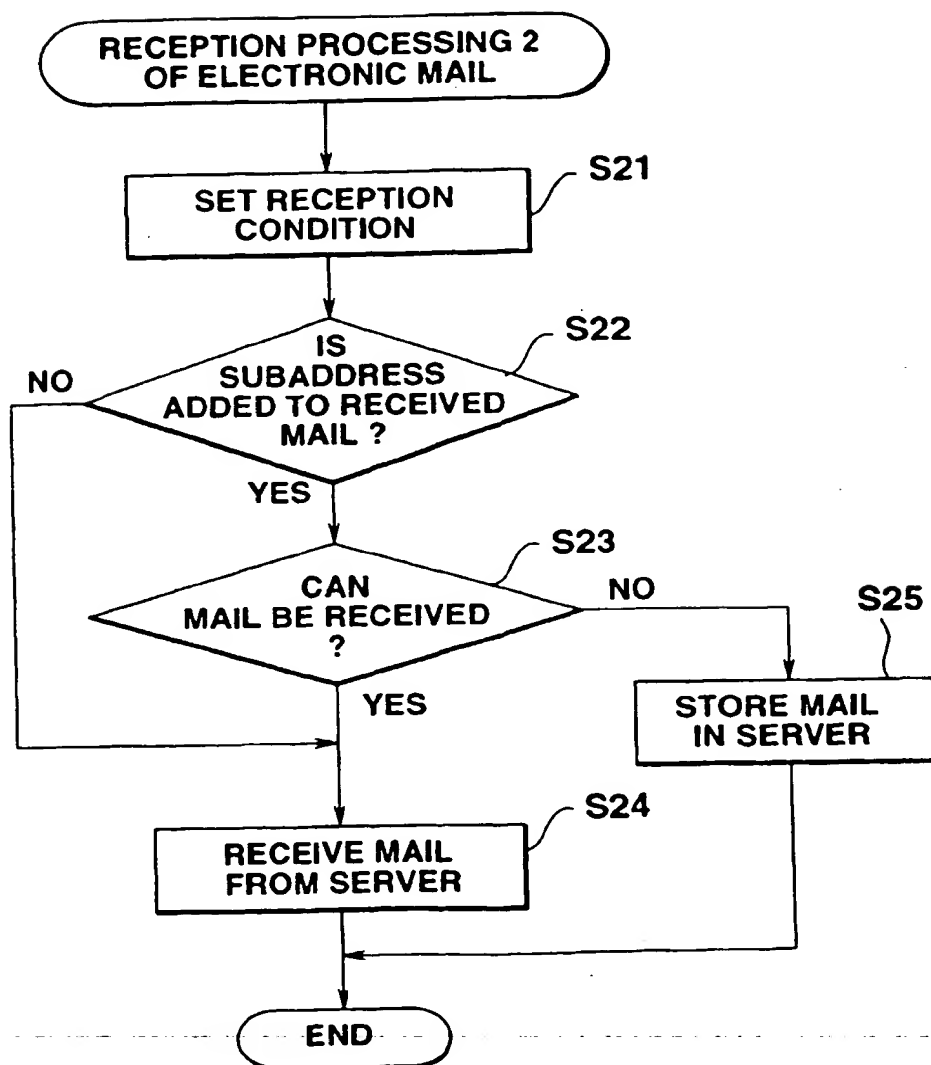 RECEPTION PROCESSING 2
OF ELECTRONIC MAIL
S21
SET RECEPTION
CONDITION
S22
IS
SUBADDRESS
ADDED TO RECEIVED
MAIL ?
NO
YES
S23
CAN
MAIL BE RECEIVED
?
NO
YES
S25
STORE MAIL
IN SERVER
S24
RECEIVE MAIL
FROM SERVER
END